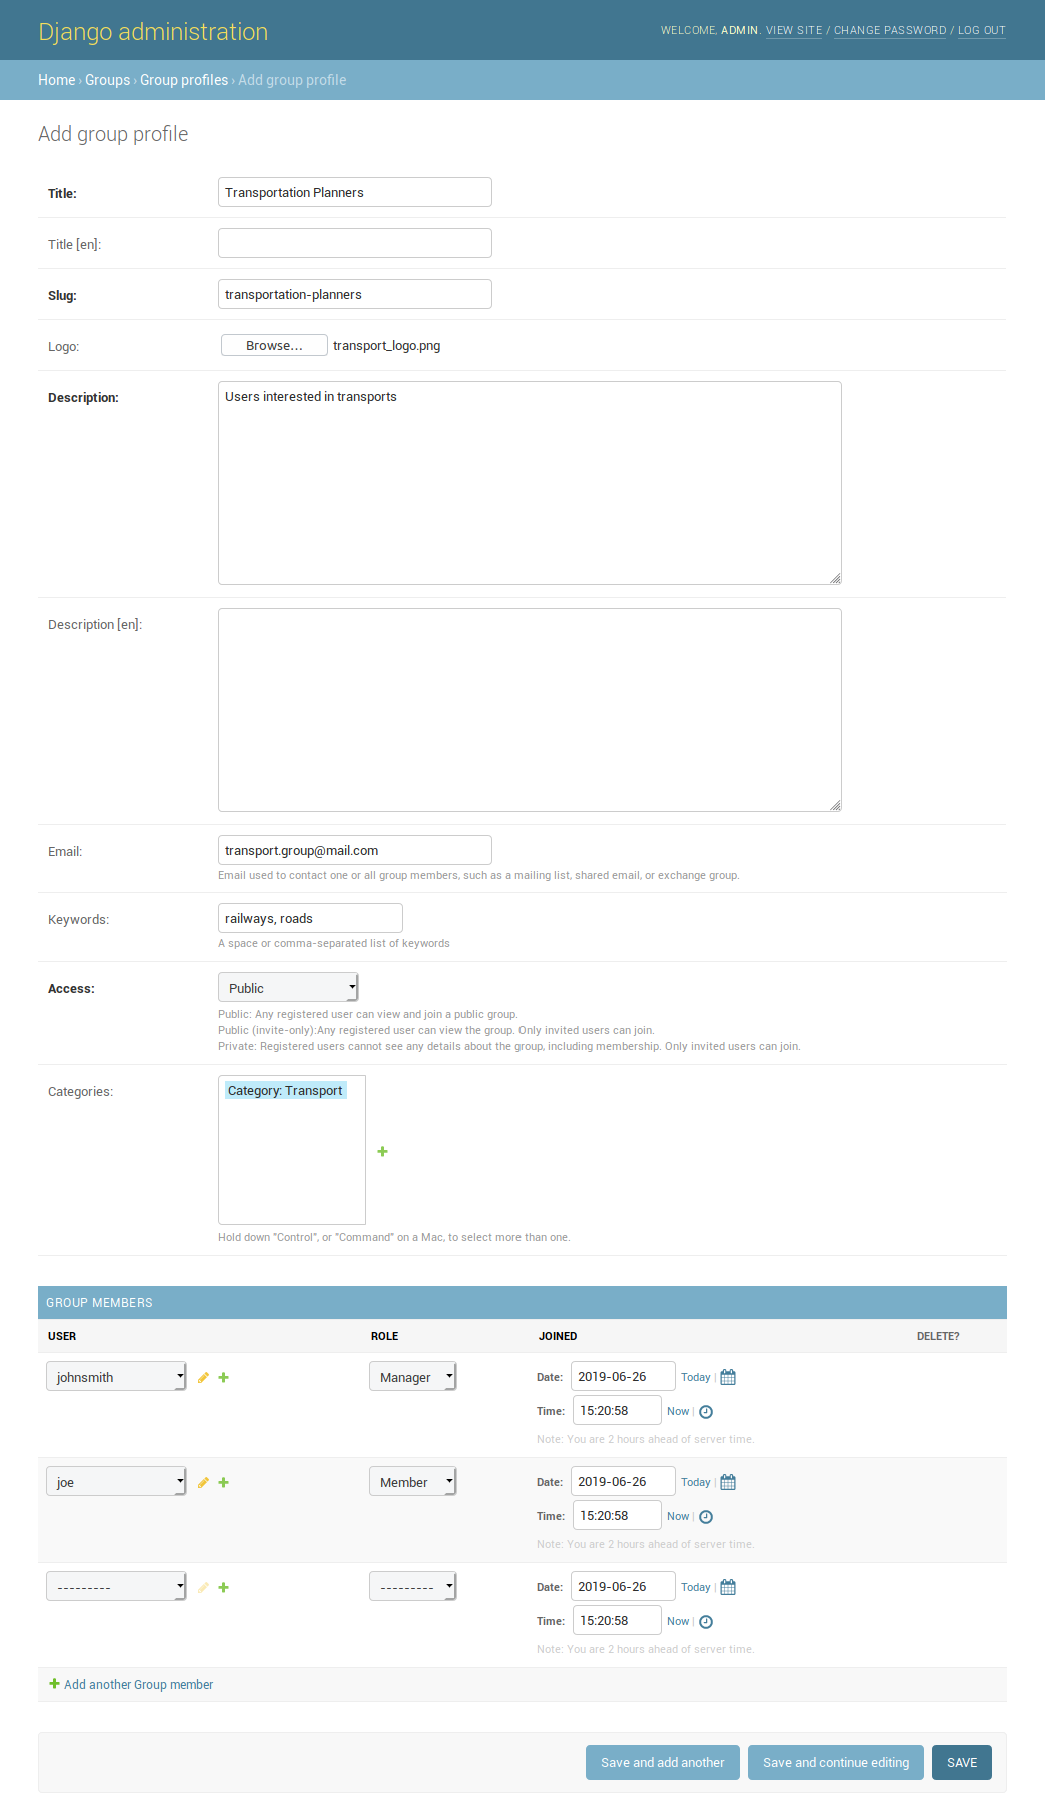 Django administration
WELCOME, ADMIN. VIEW SITE / CHANGE PASSWORD / LOG OUT
Home › Groups › Group profiles › Add group profile
Add group profile
Title: Transportation Planners
Title [en]:
Slug: transportation-planners
Logo: Browse... transport_logo.png
Description: Users interested in transports
Description [en]:
Email: transport.group@mail.com
Email used to contact one or all group members, such as a mailing list, shared email, or exchange group.
Keywords: railways, roads
A space or comma-separated list of keywords
Access: Public
Public: Any registered user can view and join a public group.
Public (invite-only):Any registered user can view the group. Only invited users can join.
Private: Registered users cannot see any details about the group, including membership. Only invited users can join.
Categories: Category: Transport
Hold down "Control", or "Command" on a Mac, to select more than one.
GROUP MEMBERS
USER ROLE JOINED DELETE?
johnsmith Manager Date: 2019-06-26 Today |
Time: 15:20:58 Now |
Note: You are 2 hours ahead of server time.
joe Member Date: 2019-06-26 Today |
Time: 15:20:58 Now |
Note: You are 2 hours ahead of server time.
--------- --------- Date: 2019-06-26 Today |
Time: 15:20:58 Now |
Note: You are 2 hours ahead of server time.
Add another Group member
Save and add another Save and continue editing SAVE